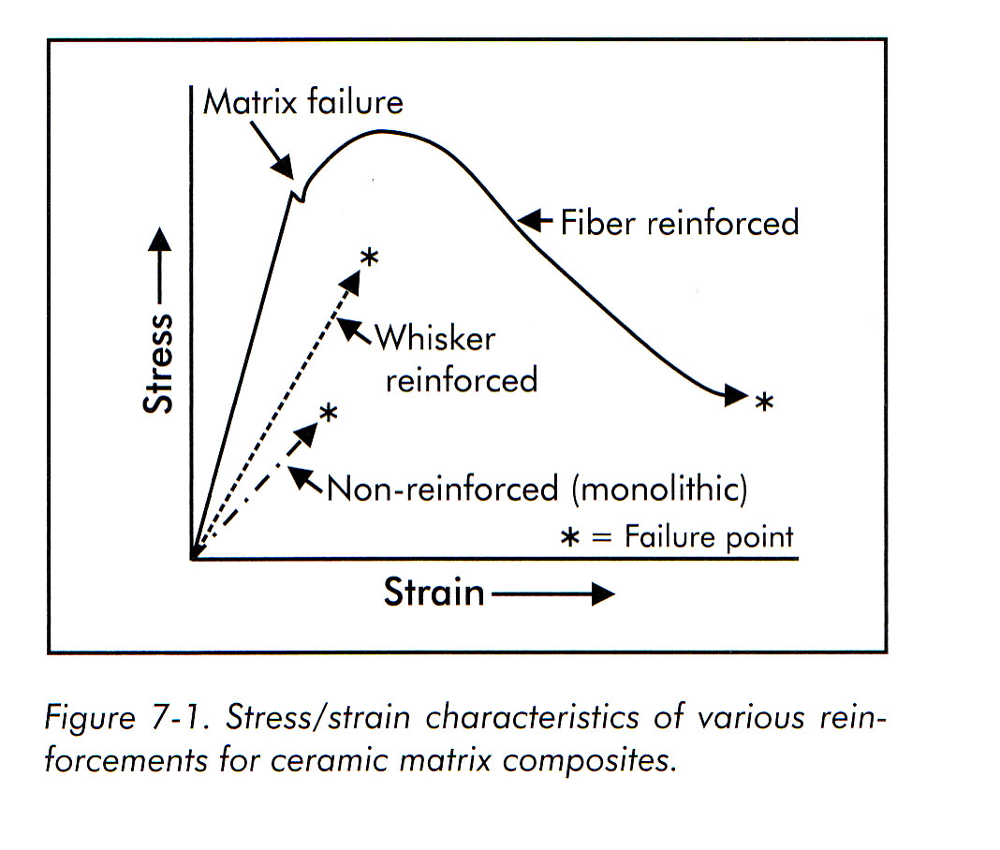 Matrix failure
Fiber reinforced
Stress
Whisker
reinforced
Non-reinforced (monolithic)
* = Failure point
Strain
Figure 7-1. Stress/strain characteristics of various rein-
forcements for ceramic matrix composites.